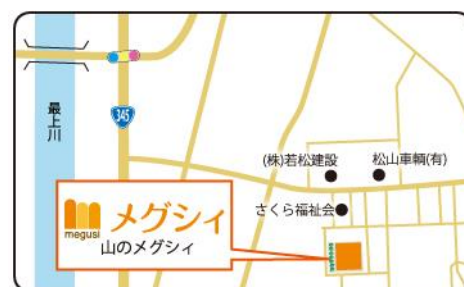 345
最上川
(株)若松建設
松山車輌(有)
さくら福祉会
メグシィ
megusi
山のメグシィ